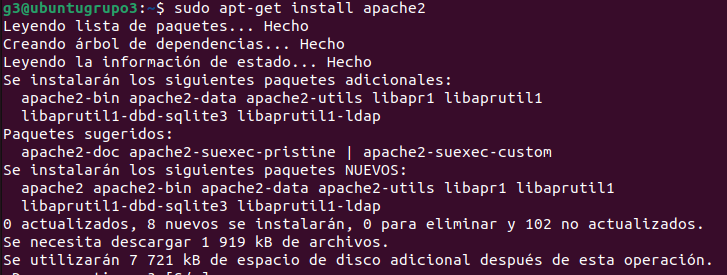 g3@ubuntugrupo3:~$ sudo apt-get install apache2
Leyendo lista de paquetes... Hecho
Creando árbol de dependencias... Hecho
Leyendo la información de estado... Hecho
Se instalarán los siguientes paquetes adicionales:
  apache2-bin apache2-data apache2-utils libapr1 libaprutil1
  libaprutil1-dbd-sqlite3 libaprutil1-ldap
Paquetes sugeridos:
  apache2-doc apache2-suexec-pristine | apache2-suexec-custom
Se instalarán los siguientes paquetes NUEVOS:
  apache2 apache2-bin apache2-data apache2-utils libapr1 libaprutil1
  libaprutil1-dbd-sqlite3 libaprutil1-ldap
0 actualizados, 8 nuevos se instalarán, 0 para eliminar y 102 no actualizados.
Se necesita descargar 1 919 kB de archivos.
Se utilizarán 7 721 kB de espacio de disco adicional después de esta operación.